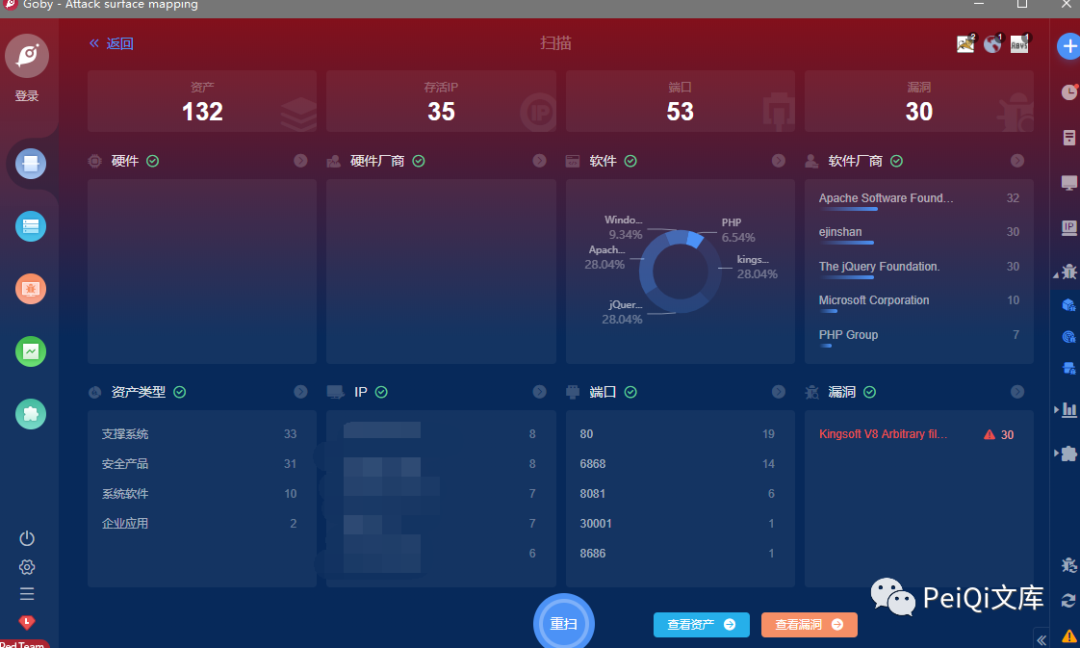 Goby - Attack surface mapping
登录
返回
扫描
2
1
1
资产
132
存活IP
35
IP
端口
53
漏洞
30
硬件
硬件厂商
软件
Windo...
9.34%
Apach...
28.04%
jQuer...
28.04%
PHP
6.54%
kings...
28.04%
软件厂商
Apache Software Found... 32
ejinshan 30
The jQuery Foundation. 30
Microsoft Corporation 10
PHP Group 7
IP
资产类型
支撑系统 33
安全产品 31
系统软件 10
企业应用 2
IP
8
8
7
7
6
端口
80 19
6868 14
8081 6
30001 1
8686 1
漏洞
Kingsoft V8 Arbitrary fil... 30
PeiQi文库
重扫
查看资产
查看漏洞
Red Team